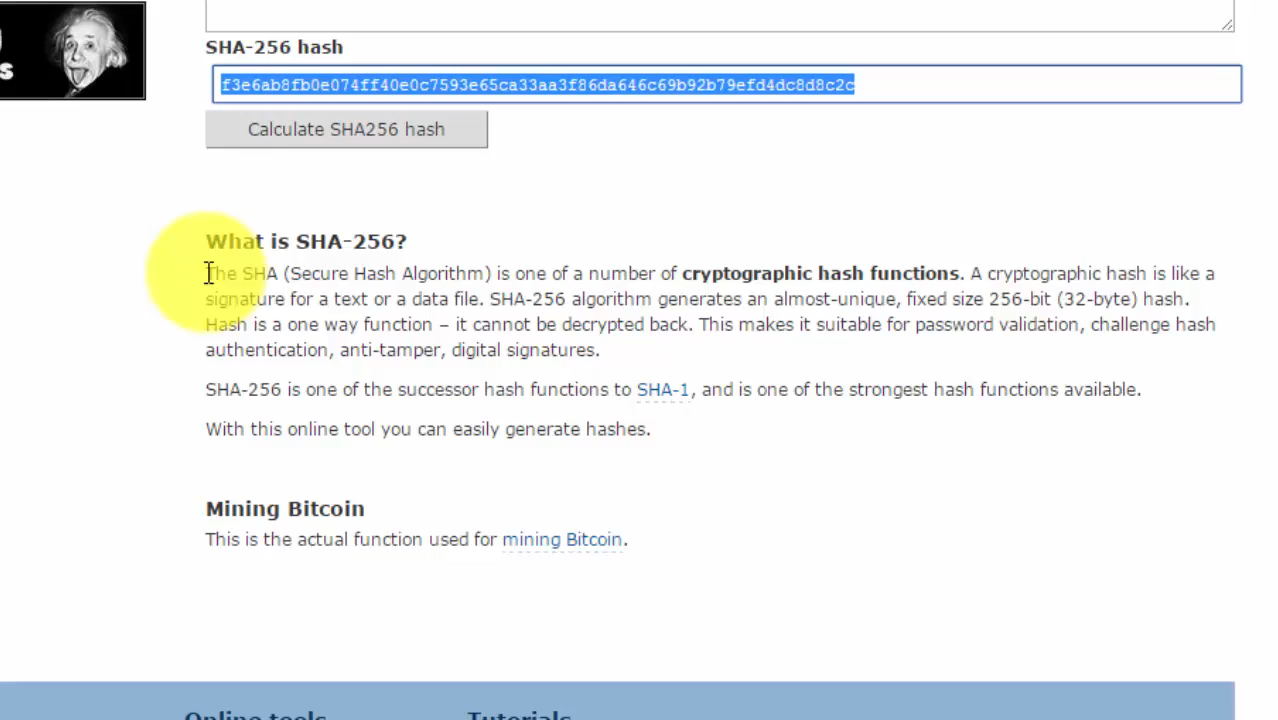 s
SHA-256 hash
f3e6ab8fb0e074ff40e0c7593e65ca33aa3f86da646c69b92b79efd4dc8d8c2c
Calculate SHA256 hash
What is SHA-256?
The SHA (Secure Hash Algorithm) is one of a number of cryptographic hash functions. A cryptographic hash is like a
signature for a text or a data file. SHA-256 algorithm generates an almost-unique, fixed size 256-bit (32-byte) hash.
Hash is a one way function – it cannot be decrypted back. This makes it suitable for password validation, challenge hash
authentication, anti-tamper, digital signatures.
SHA-256 is one of the successor hash functions to SHA-1, and is one of the strongest hash functions available.
With this online tool you can easily generate hashes.
Mining Bitcoin
This is the actual function used for mining Bitcoin.
Online tools Tutorials